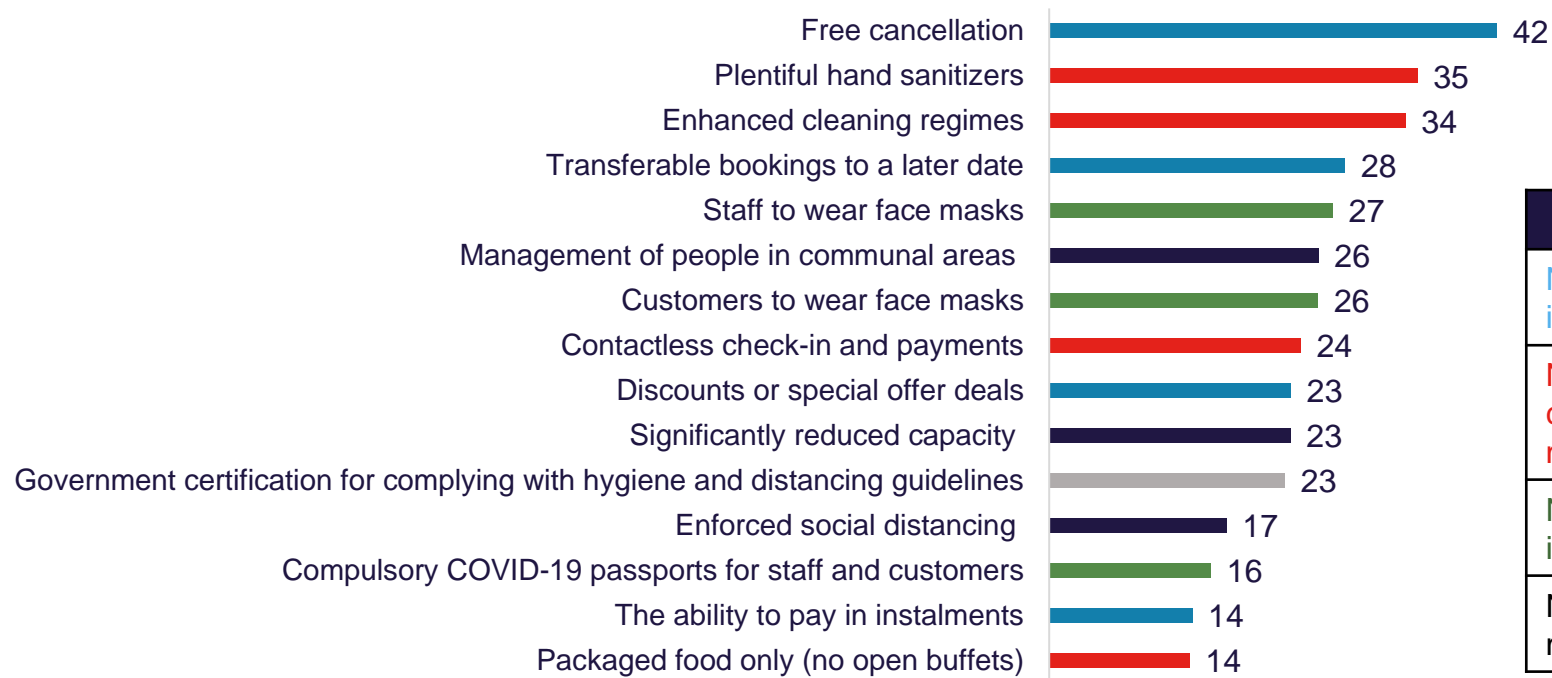 Free cancellation 42
Plentiful hand sanitizers 35
Enhanced cleaning regimes 34
Transferable bookings to a later date 28
Staff to wear face masks 27
Management of people in communal areas 26
Customers to wear face masks 26
Contactless check-in and payments 24
Discounts or special offer deals 23
Significantly reduced capacity 23
Government certification for complying with hygiene and distancing guidelines 23
Enforced social distancing 17
Compulsory COVID-19 passports for staff and customers 16
The ability to pay in instalments 14
Packaged food only (no open buffets) 14